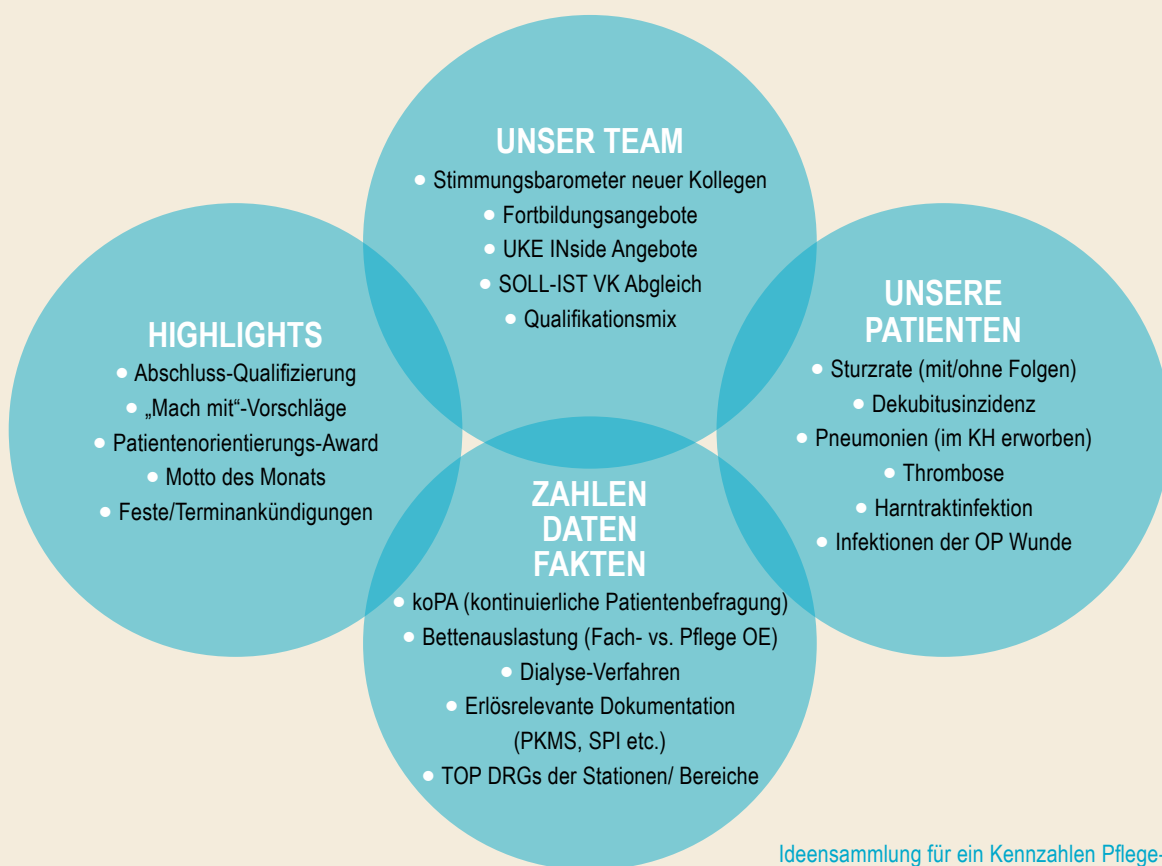 UNSER TEAM
• Stimmungsbarometer neuer Kollegen
• Fortbildungsangebote
• UKE INside Angebote
• SOLL-IST VK Abgleich
• Qualifikationsmix
HIGHLIGHTS
• Abschluss-Qualifizierung
• „Mach mit“-Vorschläge
• Patientenorientierungs-Award
• Motto des Monats
• Feste/Terminankündigungen
UNSERE
PATIENTEN
• Sturzrate (mit/ohne Folgen)
• Dekubitusinzidenz
• Pneumonien (im KH erworben)
• Thrombose
• Harntraktinfektion
• Infektionen der OP Wunde
ZAHLEN
DATEN
FAKTEN
• koPA (kontinuierliche Patientenbefragung)
• Bettenauslastung (Fach- vs. Pflege OE)
• Dialyse-Verfahren
• Erlösrelevante Dokumentation
(PKMS, SPI etc.)
• TOP DRGs der Stationen/ Bereiche
Ideensammlung für ein Kennzahlen Pflege-